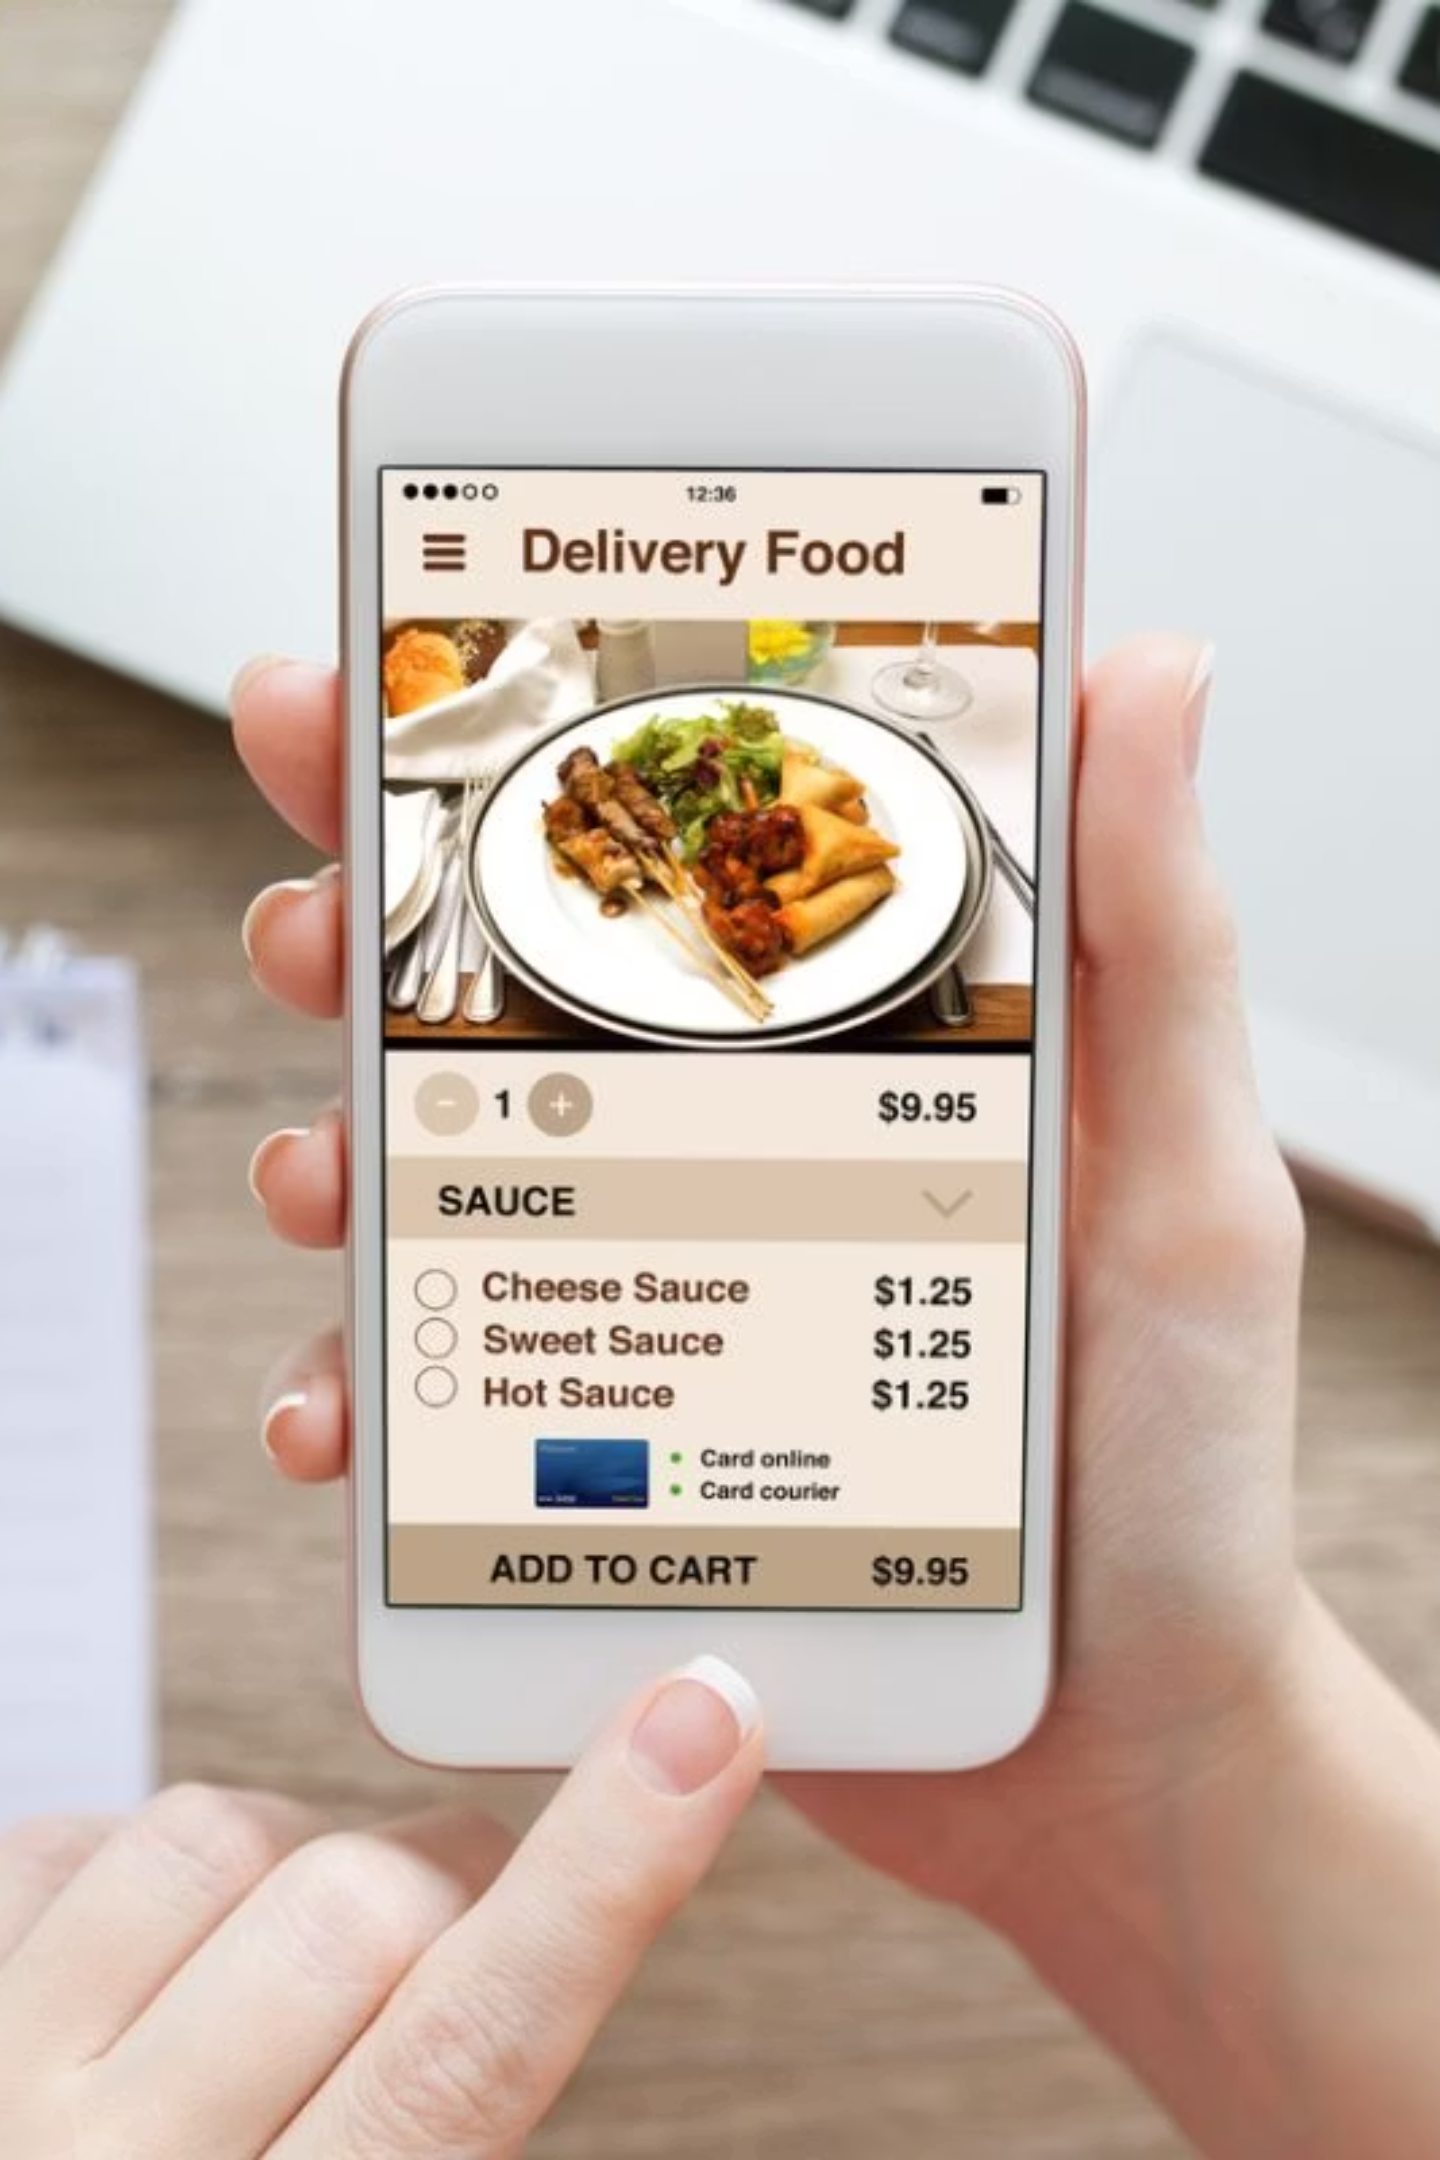 12:36
Delivery Food
1 $9.95
SAUCE
Cheese Sauce $1.25
Sweet Sauce $1.25
Hot Sauce $1.25
Card online
Card courier
ADD TO CART $9.95